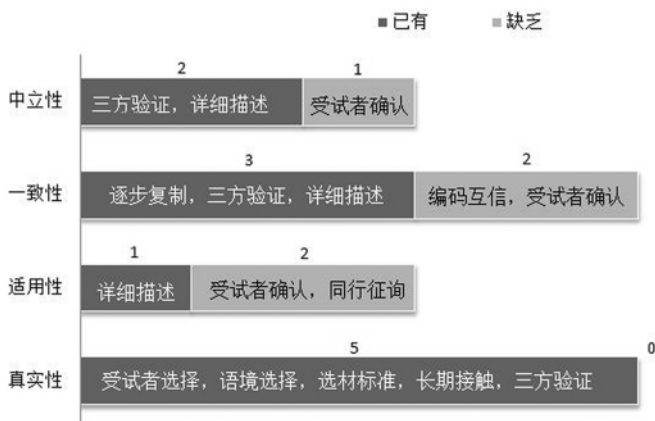 已有 缺乏
2 1
中立性 三方验证，详细描述 受试者确认
3 2
一致性 逐步复制，三方验证，详细描述 编码互信，受试者确认
1 2
适用性 详细描述 受试者确认，同行征询
5 0
真实性 受试者选择，语境选择，选材标准，长期接触，三方验证